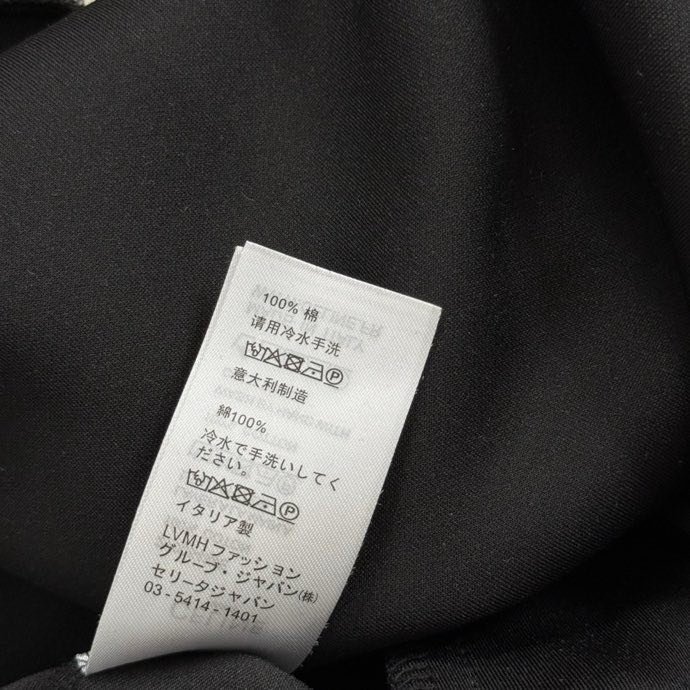 100% 棉
请用冷水手洗
意大利制造
綿100%
冷水で手洗いしてく
ださい。
イタリア製
LVMHファッション
グループ・ジャパン(株)
セリーヌジャパン
03 - 5414 - 1401